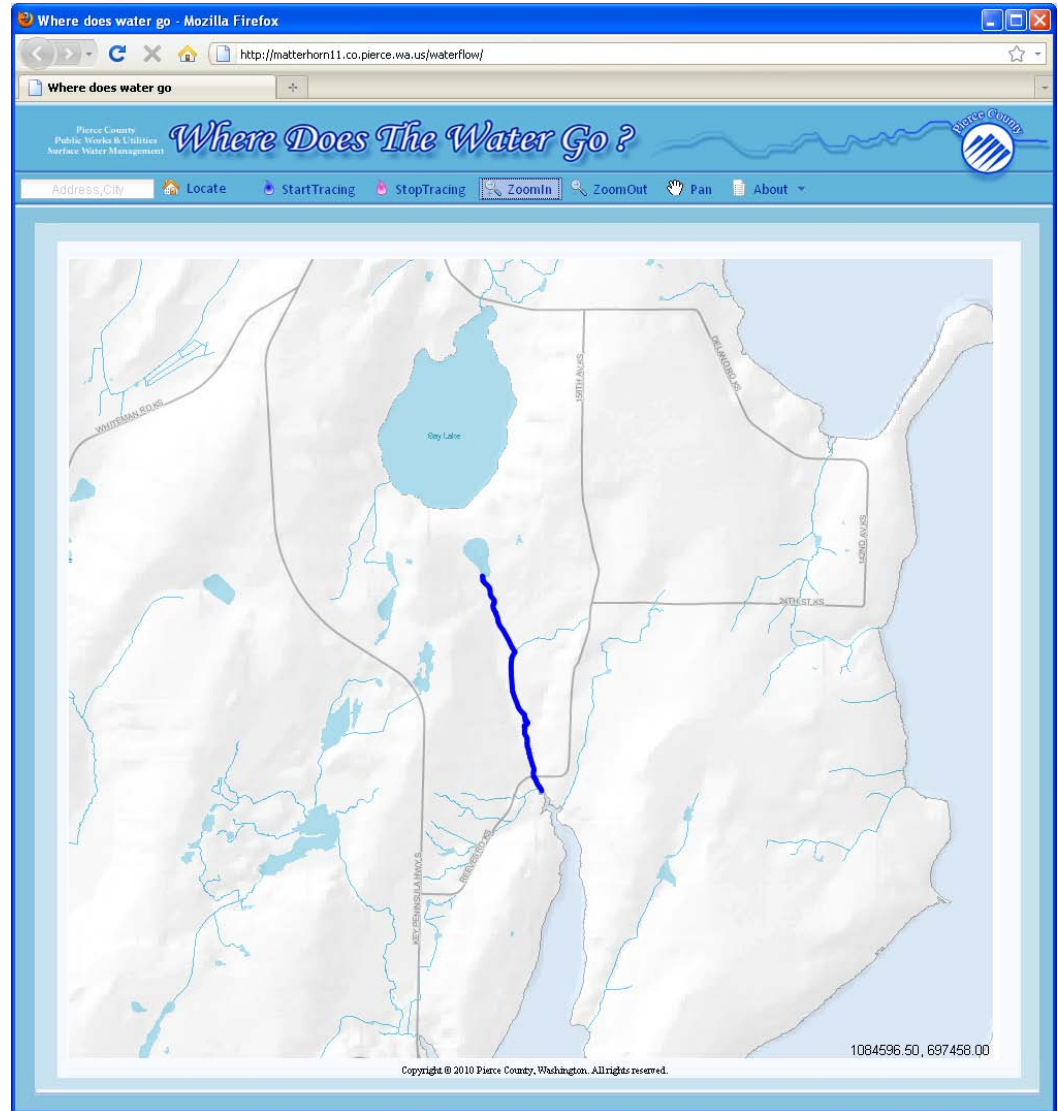 Where does water go - Mozilla Firefox
http://matterhorn11.co.pierce.wa.us/waterflow/
Where does water go
Pierce County
Public Works & Utilities
Surface Water Management
Where Does The Water Go ?
Pierce County
Address,City
Locate
StartTracing
StopTracing
ZoomIn
ZoomOut
Pan
About
WHITEMAN RD KS
Bay Lake
158TH AV KS
DELANO RD KS
142ND AV KS
24TH ST KS
REEVES RD KS
KEY PENINSULA HWY S
1084596.50, 697458.00
Copyright © 2010 Pierce County, Washington. All rights reserved.